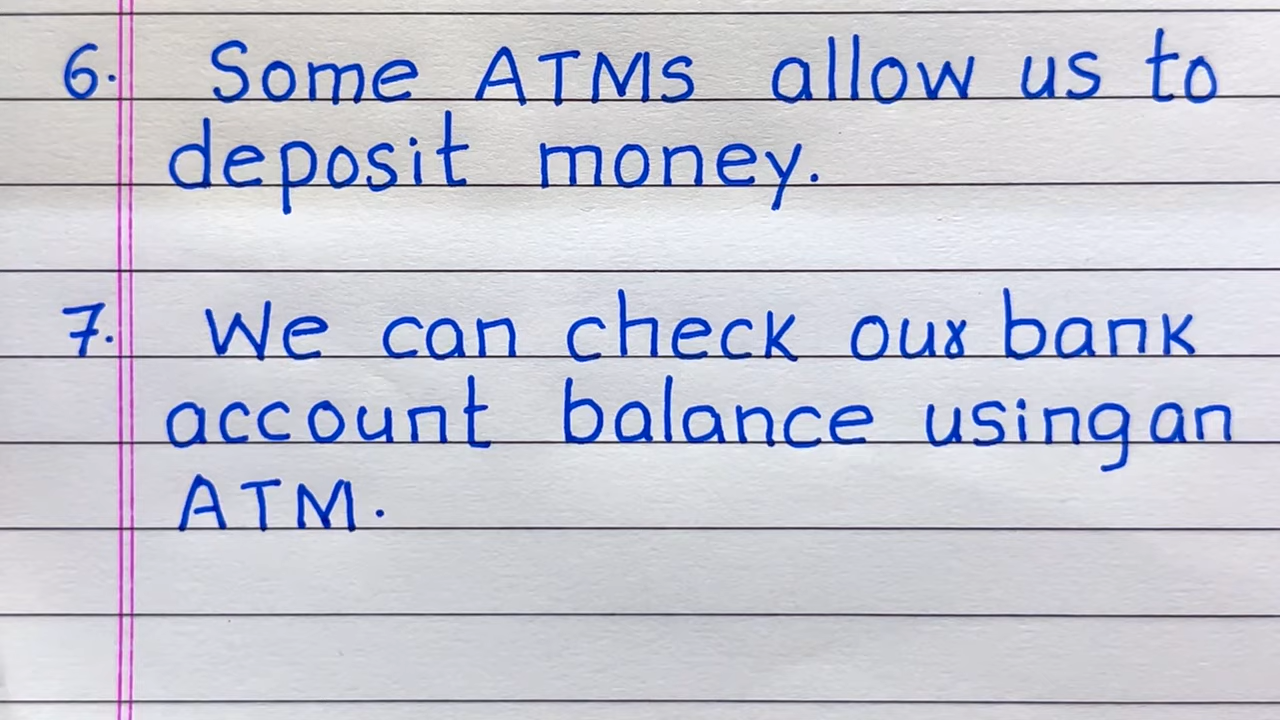 6. Some ATMs allow us to
deposit money.
7. We can check our bank
account balance using an
ATM.